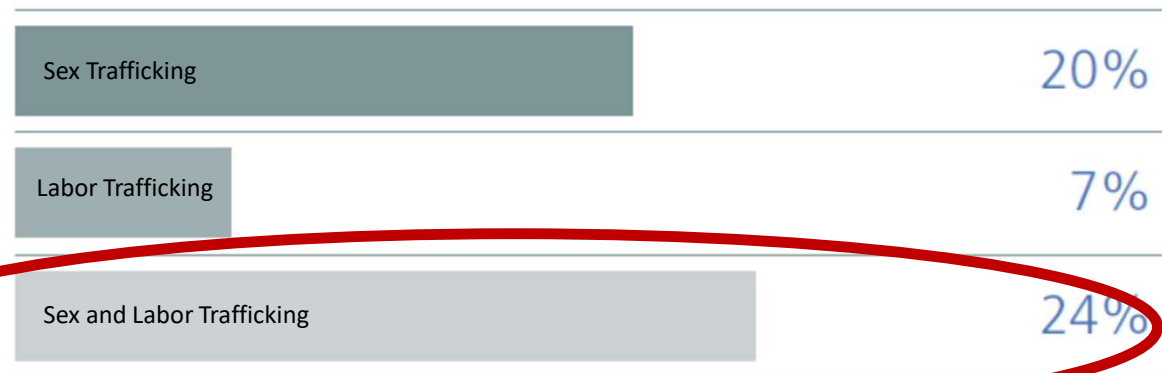 Sex Trafficking 20%
Labor Trafficking 7%
Sex and Labor Trafficking 24%